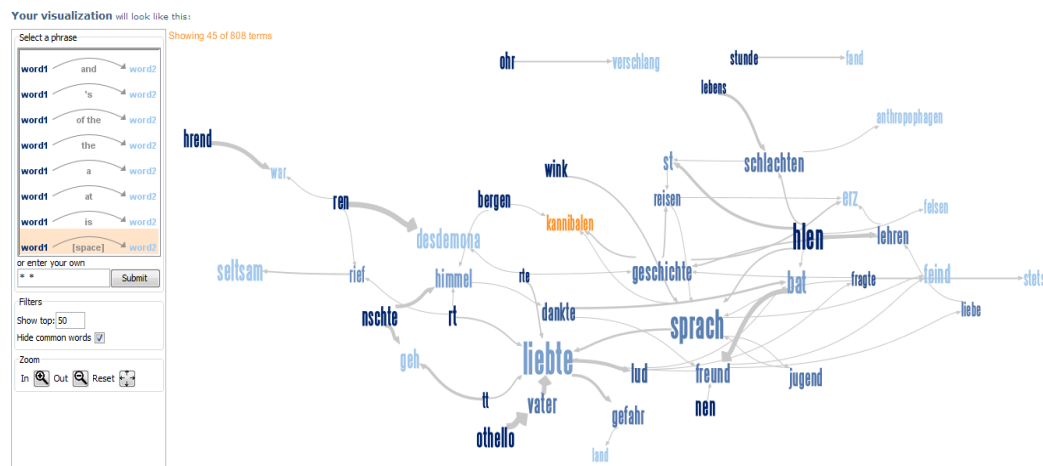 Your visualization will look like this:
Select a phrase
word1 and word2
word1 's word2
word1 of the word2
word1 the word2
word1 a word2
word1 at word2
word1 is word2
word1 [space] word2
or enter your own
* * Submit
Filters
Show top: 50
Hide common words
Zoom
In Out Reset
Showing 45 of 808 terms
ohr
verschlang
stunde
fand
lebens
anthropophagen
hrend
war
wink
st
schlachten
ren
bergen
reisen
erz
felsen
kannibalen
desdemona
hlen
lehren
seltsam
rief
himmel
rte
geschichte
bat
fragte
feind
stets
nschte
rt
dankte
sprach
liebe
geh
liebte
lud
freund
jugend
tt
vater
gefahr
nen
othello
land